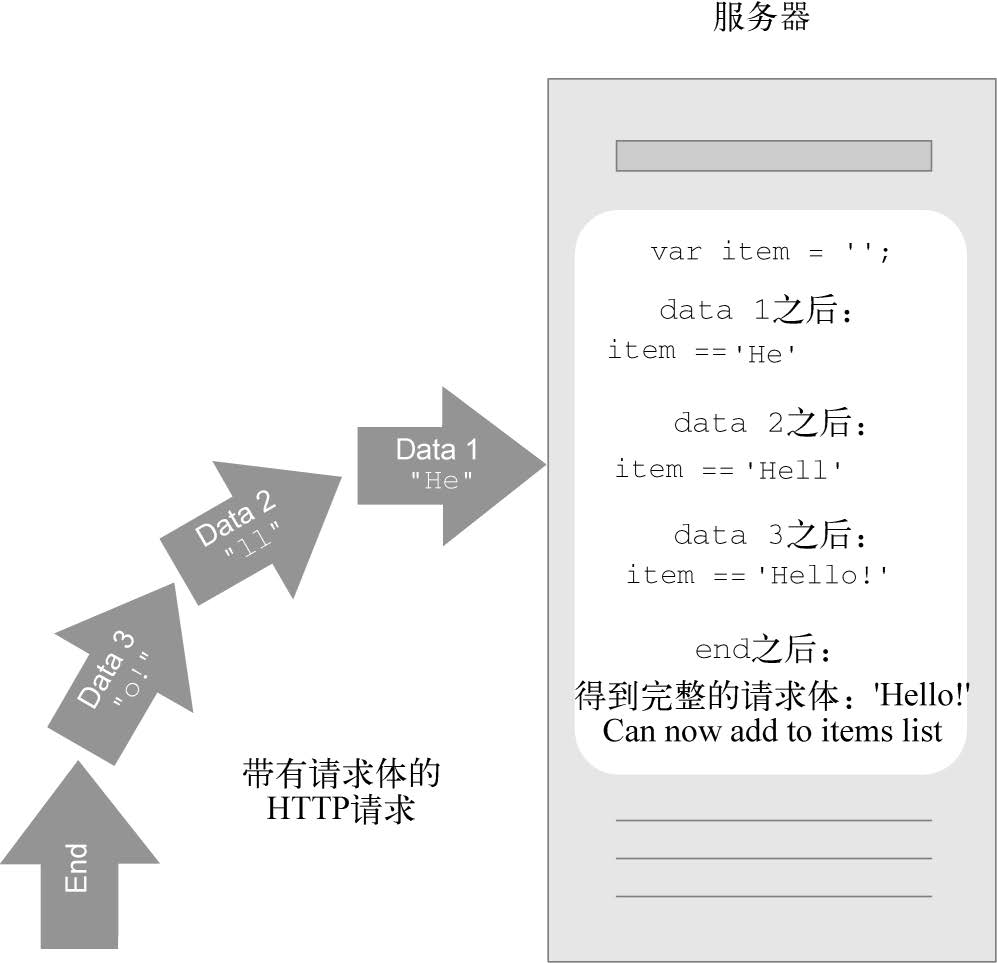 服务器
var item = '';
data 1之后：
item == 'He'
data 2之后：
item == 'Hell'
data 3之后：
item == 'Hello!'
end之后：
得到完整的请求体：'Hello!'
Can now add to items list
Data 1
"He"
Data 2
"ll"
Data 3
"o!"
End
带有请求体的
HTTP请求